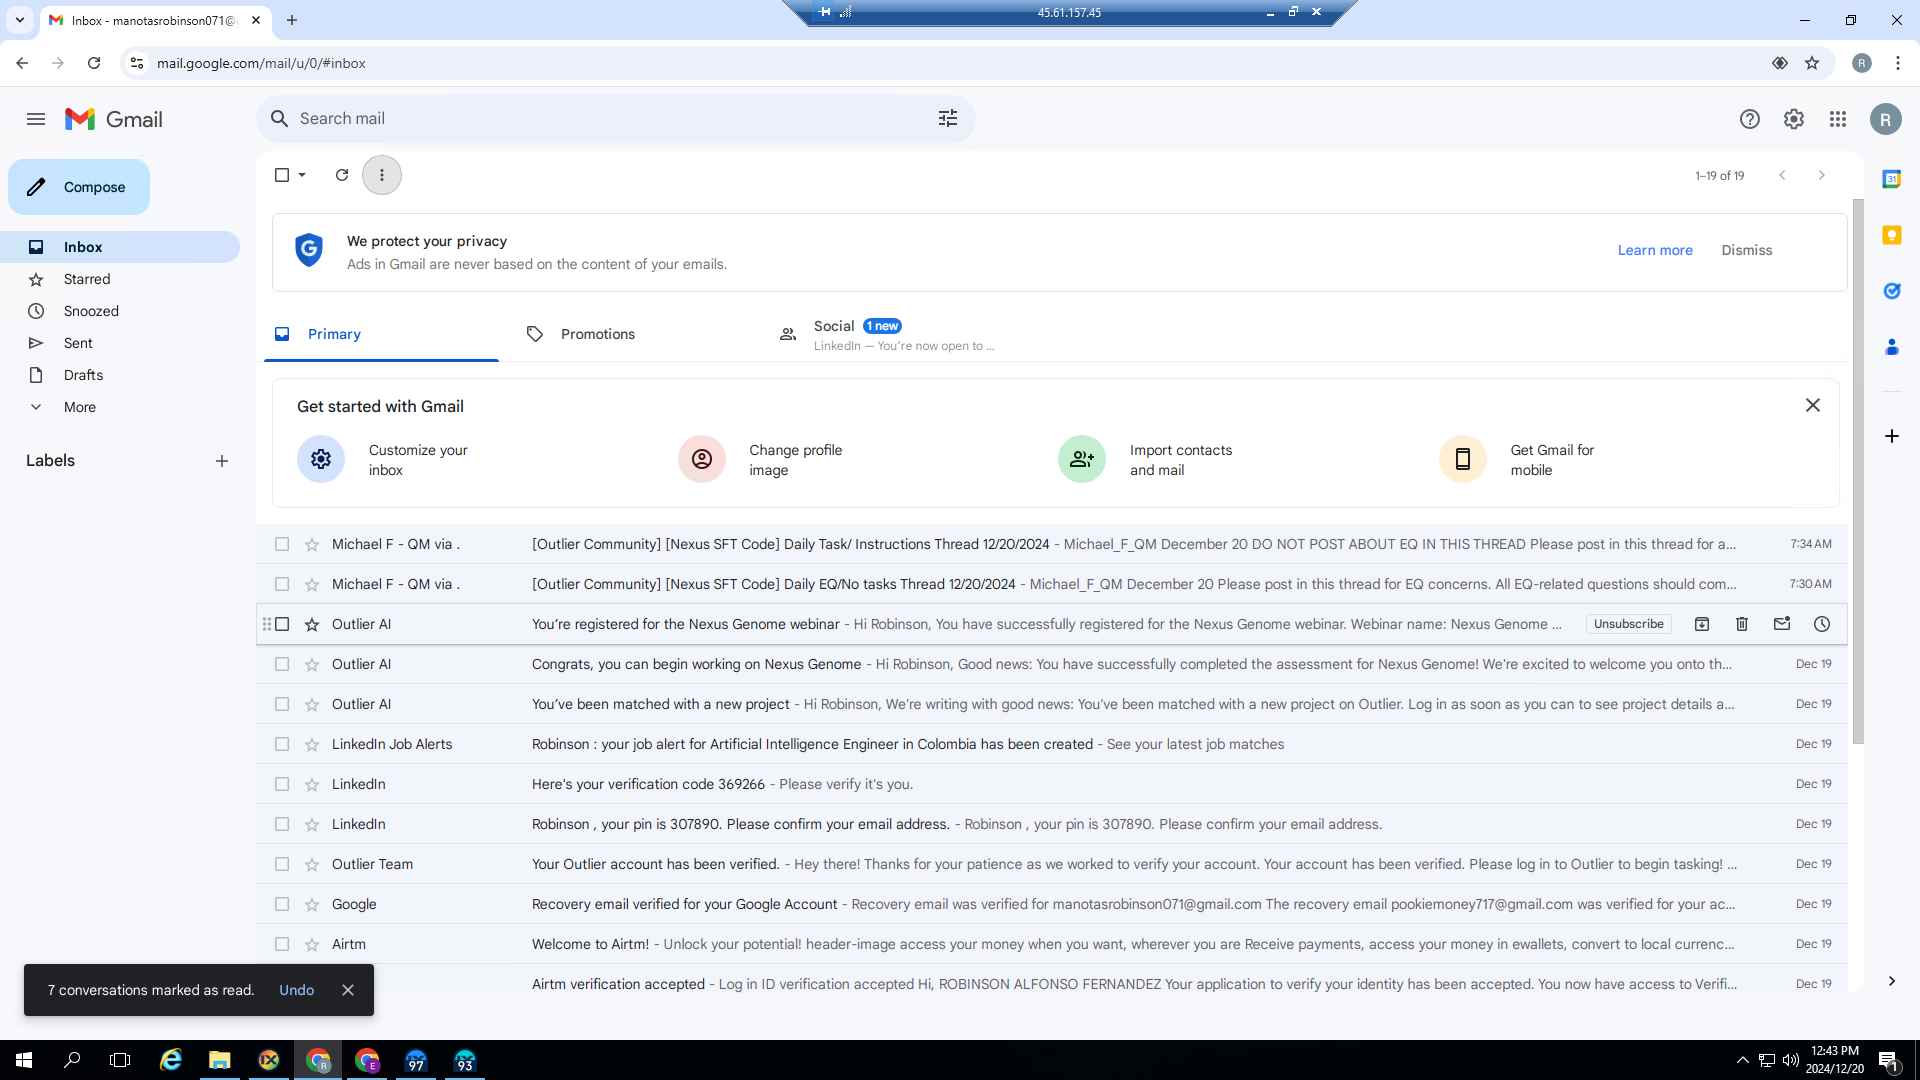 Inbox - manotasrobinson071@
45.61.157.45
mail.google.com/mail/u/0/#inbox
R
Gmail
Search mail
R
Compose
1–19 of 19
31
We protect your privacy
Ads in Gmail are never based on the content of your emails.
Learn more
Dismiss
Inbox
Starred
Snoozed
Sent
Drafts
More
Labels
Primary
Promotions
Social 1 new
LinkedIn — You're now open to ...
Get started with Gmail
Customize your
inbox
Change profile
image
Import contacts
and mail
Get Gmail for
mobile
Michael F - QM via . [Outlier Community] [Nexus SFT Code] Daily Task/ Instructions Thread 12/20/2024 - Michael_F_QM December 20 DO NOT POST ABOUT EQ IN THIS THREAD Please post in this thread for a... 7:34 AM
Michael F - QM via . [Outlier Community] [Nexus SFT Code] Daily EQ/No tasks Thread 12/20/2024 - Michael_F_QM December 20 Please post in this thread for EQ concerns. All EQ-related questions should com... 7:30 AM
Outlier AI You're registered for the Nexus Genome webinar - Hi Robinson, You have successfully registered for the Nexus Genome webinar. Webinar name: Nexus Genome ... Unsubscribe
Outlier AI Congrats, you can begin working on Nexus Genome - Hi Robinson, Good news: You have successfully completed the assessment for Nexus Genome! We're excited to welcome you onto th... Dec 19
Outlier AI You've been matched with a new project - Hi Robinson, We're writing with good news: You've been matched with a new project on Outlier. Log in as soon as you can to see project details a... Dec 19
LinkedIn Job Alerts Robinson : your job alert for Artificial Intelligence Engineer in Colombia has been created - See your latest job matches Dec 19
LinkedIn Here's your verification code 369266 - Please verify it's you. Dec 19
LinkedIn Robinson , your pin is 307890. Please confirm your email address. - Robinson , your pin is 307890. Please confirm your email address. Dec 19
Outlier Team Your Outlier account has been verified. - Hey there! Thanks for your patience as we worked to verify your account. Your account has been verified. Please log in to Outlier to begin tasking! ... Dec 19
Google Recovery email verified for your Google Account - Recovery email was verified for manotasrobinson071@gmail.com The recovery email pookiemoney717@gmail.com was verified for your ac... Dec 19
Airtm Welcome to Airtm! - Unlock your potential! header-image access your money when you want, wherever you are Receive payments, access your money in ewallets, convert to local currenc... Dec 19
Airtm verification accepted - Log in ID verification accepted Hi, ROBINSON ALFONSO FERNANDEZ Your application to verify your identity has been accepted. You now have access to Verifi... Dec 19
7 conversations marked as read. Undo
R
E
97
93
12:43 PM
2024/12/20
1